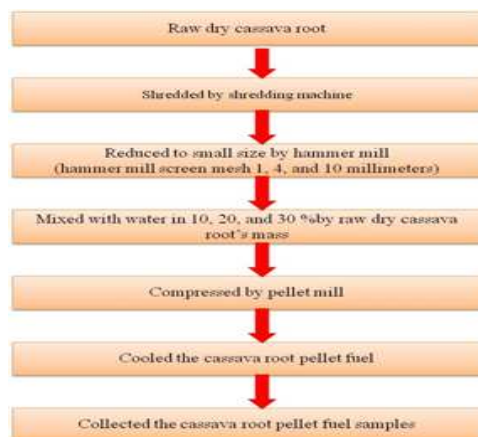 Raw dry cassava root
Shredded by shredding machine
Reduced to small size by hammer mill
(hammer mill screen mesh 1, 4, and 10 millimeters)
Mixed with water in 10, 20, and 30 %by raw dry cassava
root's mass
Compressed by pellet mill
Cooled the cassava root pellet fuel
Collected the cassava root pellet fuel samples